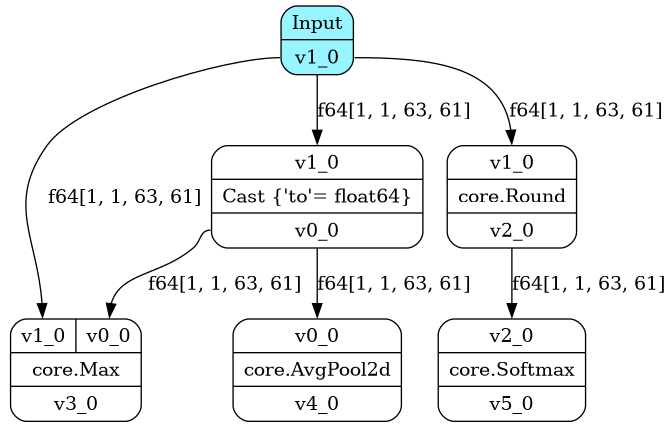 Input
v1_0
f64[1, 1, 63, 61]
f64[1, 1, 63, 61]
f64[1, 1, 63, 61]
v1_0
Cast {'to'= float64}
v0_0
v1_0
core.Round
v2_0
f64[1, 1, 63, 61]
f64[1, 1, 63, 61]
f64[1, 1, 63, 61]
v1_0 v0_0
core.Max
v3_0
v0_0
core.AvgPool2d
v4_0
v2_0
core.Softmax
v5_0